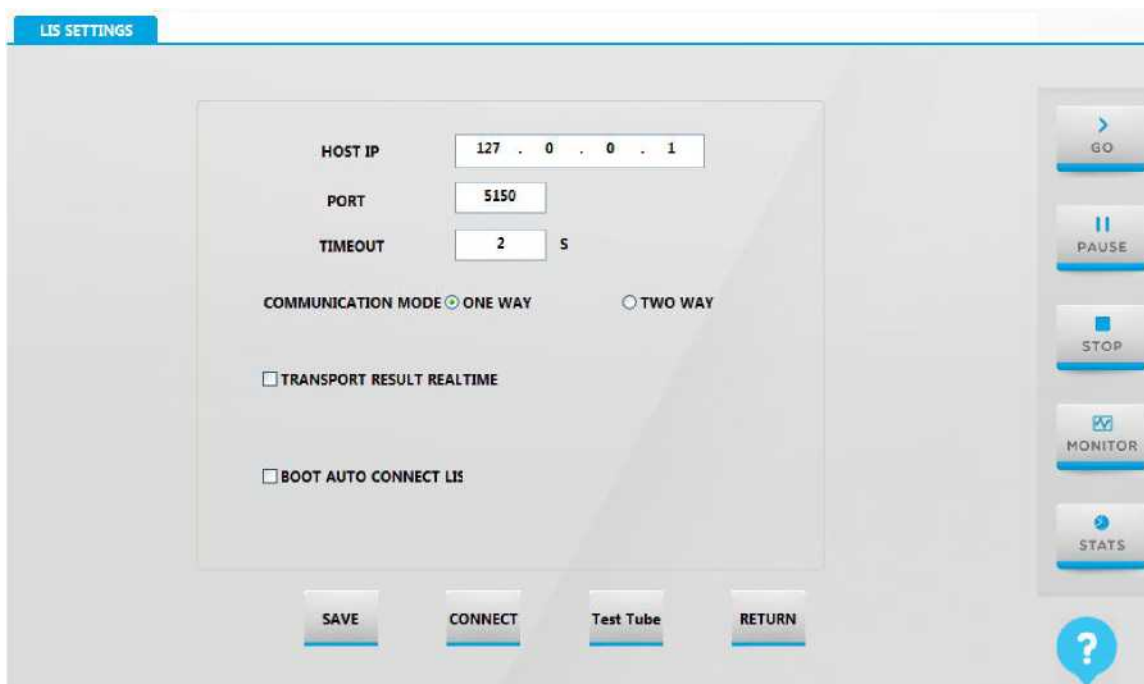 LIS SETTINGS
HOST IP 127 . 0 . 0 . 1
PORT 5150
TIMEOUT 2 S
COMMUNICATION MODE ONE WAY TWO WAY
TRANSPORT RESULT REALTIME
BOOT AUTO CONNECT LIS
SAVE CONNECT Test Tube RETURN
GO
PAUSE
STOP
MONITOR
STATS
?